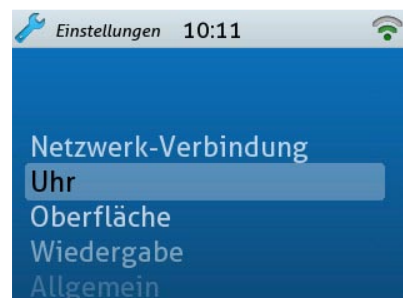 Einstellungen 10:11
Netzwerk-Verbindung
Uhr
Oberfläche
Wiedergabe
Allgemein